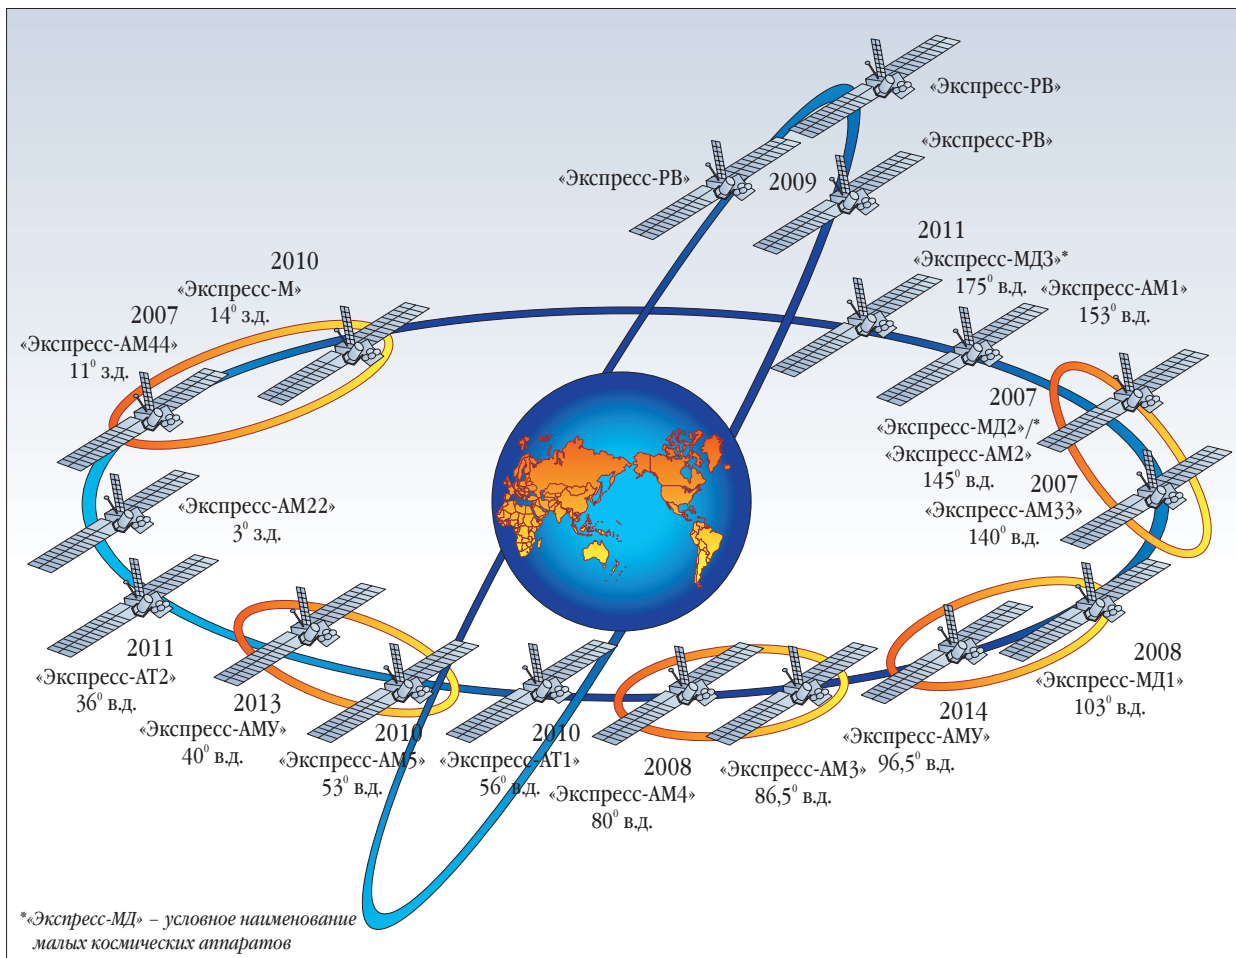 «Экспресс-РВ»
«Экспресс-РВ»
«Экспресс-РВ»
2009
2011
«Экспресс-МД3»*
175⁰ в.д.
«Экспресс-АМ1»
153⁰ в.д.
2010
«Экспресс-М»
14⁰ з.д.
2007
«Экспресс-АМ44»
11⁰ з.д.
2007
«Экспресс-МД2»/*
«Экспресс-АМ2»
145⁰ в.д.
2007
«Экспресс-АМ33»
140⁰ в.д.
«Экспресс-АМ22»
3⁰ з.д.
2011
«Экспресс-АТ2»
36⁰ в.д.
2013
«Экспресс-АМУ»
40⁰ в.д.
2010
«Экспресс-АМ5»
53⁰ в.д.
2010
«Экспресс-АТ1»
56⁰ в.д.
2008
«Экспресс-АМ4»
80⁰ в.д.
«Экспресс-АМ3»
86,5⁰ в.д.
2014
«Экспресс-АМУ»
96,5⁰ в.д.
2008
«Экспресс-МД1»
103⁰ в.д.
*«Экспресс-МД» – условное наименование
малых космических аппаратов